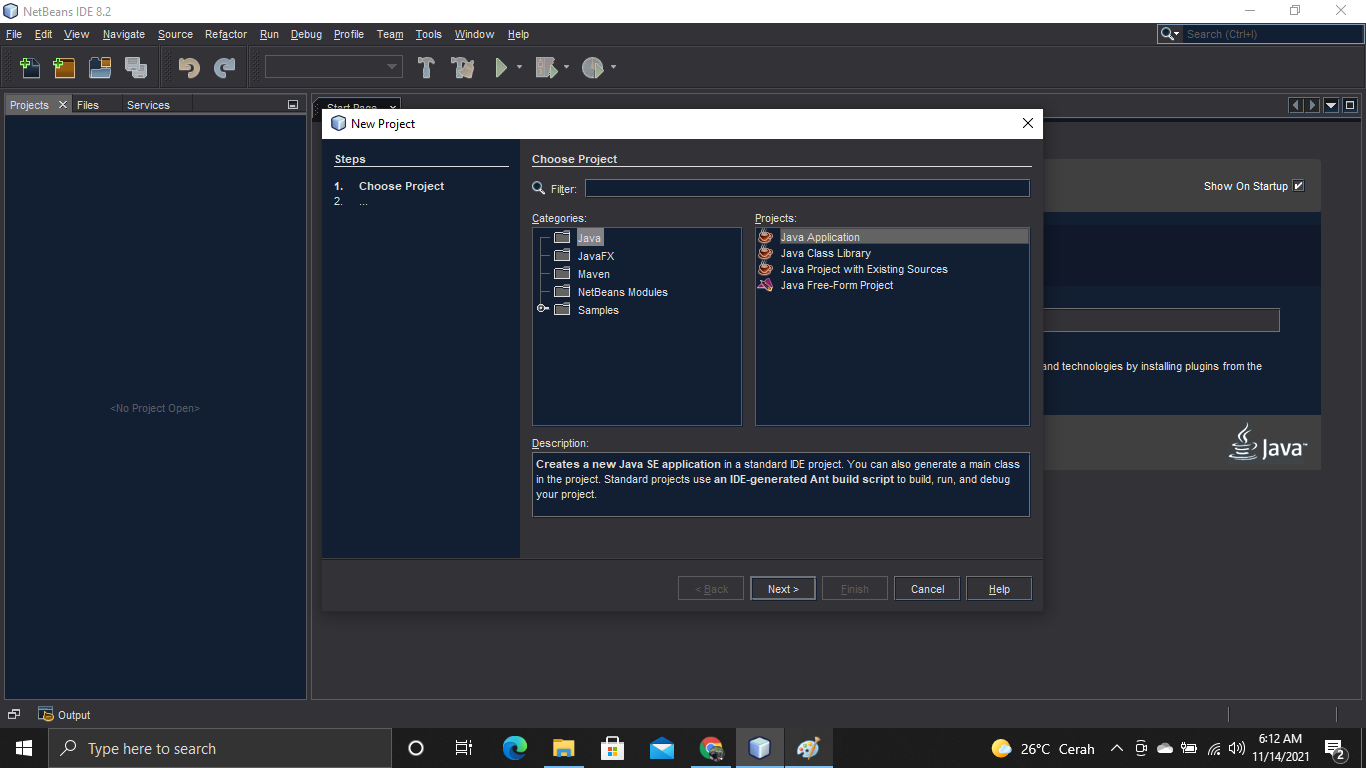 NetBeans IDE 8.2
File Edit View Navigate Source Refactor Run Debug Profile Team Tools Window Help
Search (Ctrl+I)
Projects Files Services
Start Page
New Project
Steps
1. Choose Project
2. ...
Choose Project
Filter:
Categories:
Java
JavaFX
Maven
NetBeans Modules
Samples
Projects:
Java Application
Java Class Library
Java Project with Existing Sources
Java Free-Form Project
Description:
Creates a new Java SE application in a standard IDE project. You can also generate a main class
in the project. Standard projects use an IDE-generated Ant build script to build, run, and debug
your project.
< Back Next > Finish Cancel Help
Show On Startup
and technologies by installing plugins from the
Java™
<No Project Open>
Output
Type here to search
26°C Cerah
6:12 AM
11/14/2021
2